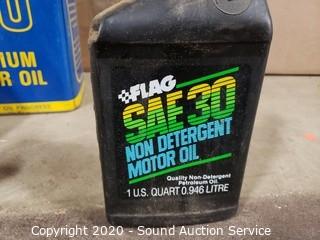 UM
R OIL
FLAG
SAE 30
NON DETERGENT
MOTOR OIL
Quality Non-Detergent
Petroleum Oil.
1 U.S. QUART 0.946 LITRE
Copyright 2020 - Sound Auction Service